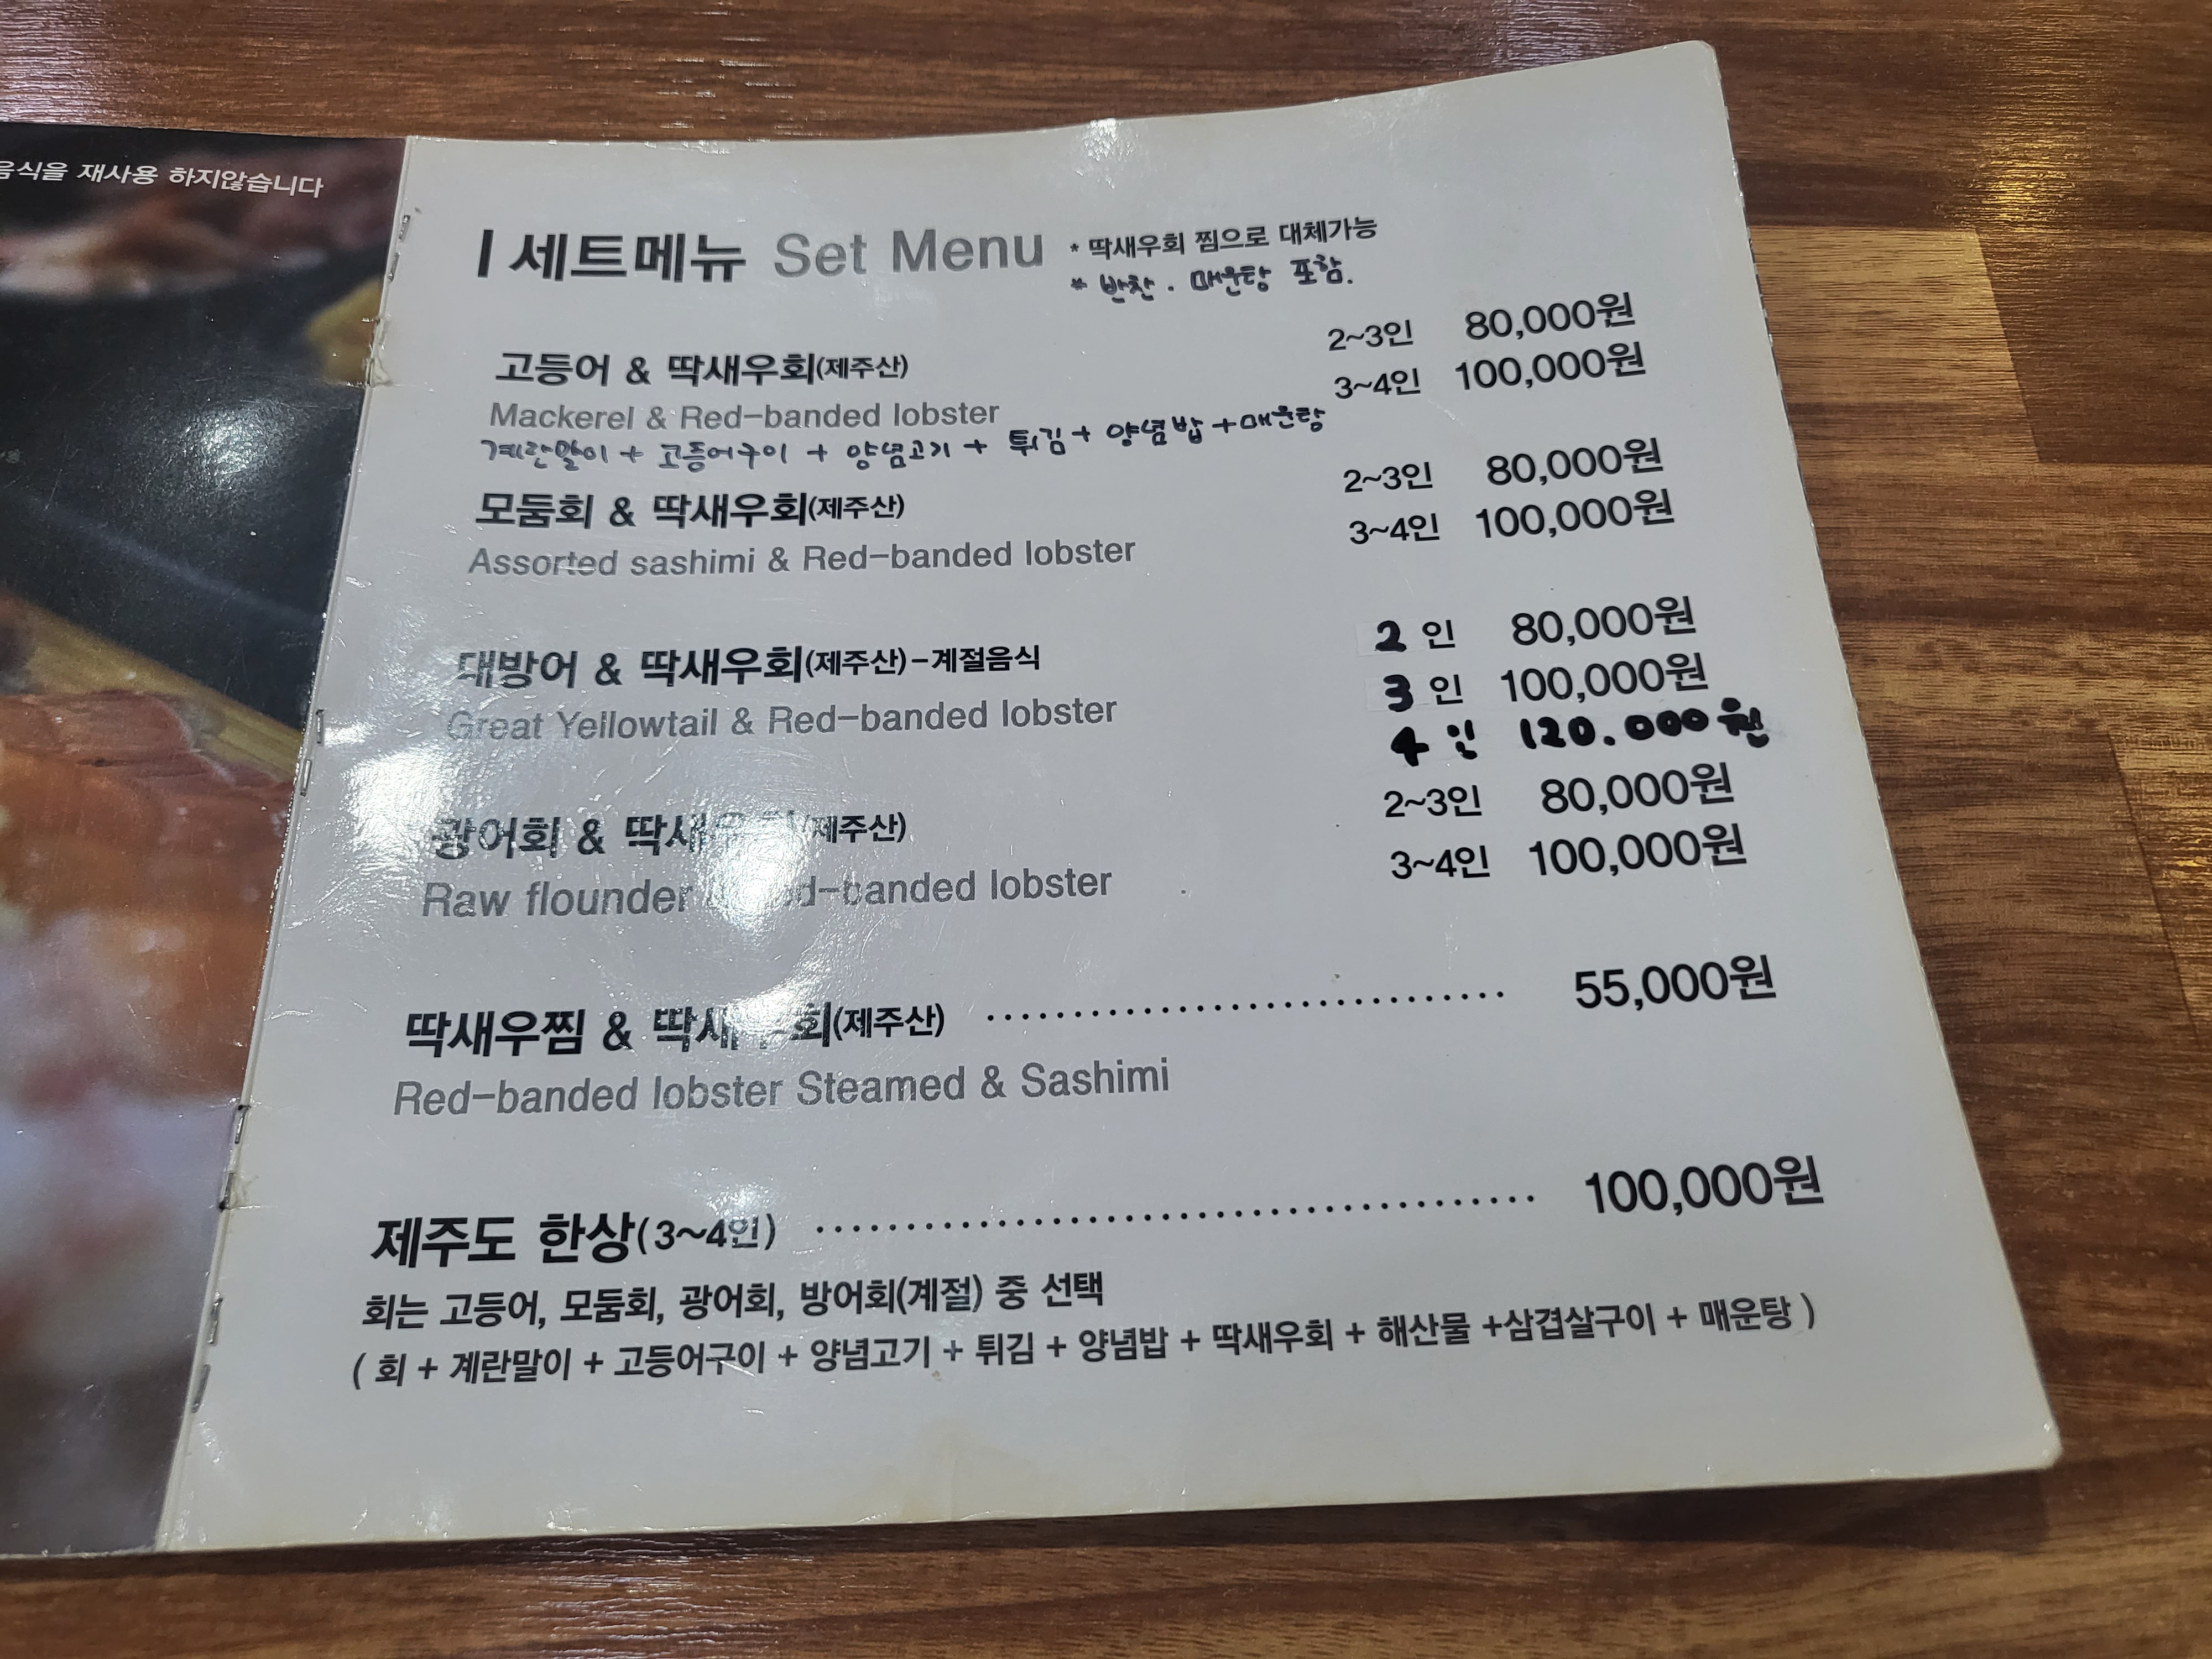 음식을 재사용 하지않습니다
세트메뉴 Set Menu
* 딱새우회 찜으로 대체가능
* 반찬 . 매운탕 포함.
고등어 & 딱새우회(제주산)
2~3인 80,000원
3~4인 100,000원
Mackerel & Red-banded lobster
계란말이 + 고등어구이 + 양념고기 + 튀김 + 양념밥 + 매운탕
모둠회 & 딱새우회(제주산)
2~3인 80,000원
3~4인 100,000원
Assorted sashimi & Red-banded lobster
대방어 & 딱새우회(제주산)-계절음식
2 인 80,000원
3 인 100,000원
4 인 120.000원
Great Yellowtail & Red-banded lobster
광어회 & 딱새우회(제주산)
2~3인 80,000원
3~4인 100,000원
Raw flounder & Red-banded lobster
딱새우찜 & 딱새우회(제주산) 55,000원
Red-banded lobster Steamed & Sashimi
제주도 한상(3~4인) 100,000원
회는 고등어, 모둠회, 광어회, 방어회(계절) 중 선택
( 회 + 계란말이 + 고등어구이 + 양념고기 + 튀김 + 양념밥 + 딱새우회 + 해산물 +삼겹살구이 + 매운탕 )